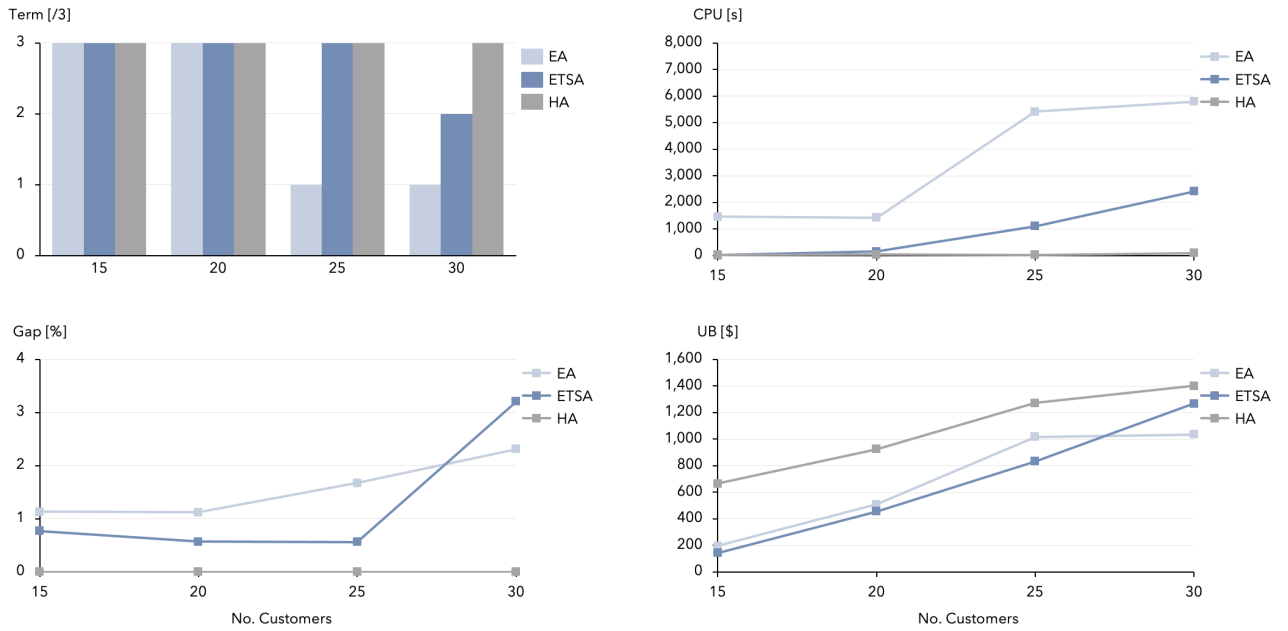 Term [/3]
3
2
1
0
15 20 25 30
EA
ETSA
HA
CPU [s]
8,000
7,000
6,000
5,000
4,000
3,000
2,000
1,000
0
15 20 25 30
EA
ETSA
HA
Gap [%]
4
3
2
1
0
15 20 25 30
No. Customers
EA
ETSA
HA
UB [$]
1,600
1,400
1,200
1,000
800
600
400
200
0
15 20 25 30
No. Customers
EA
ETSA
HA